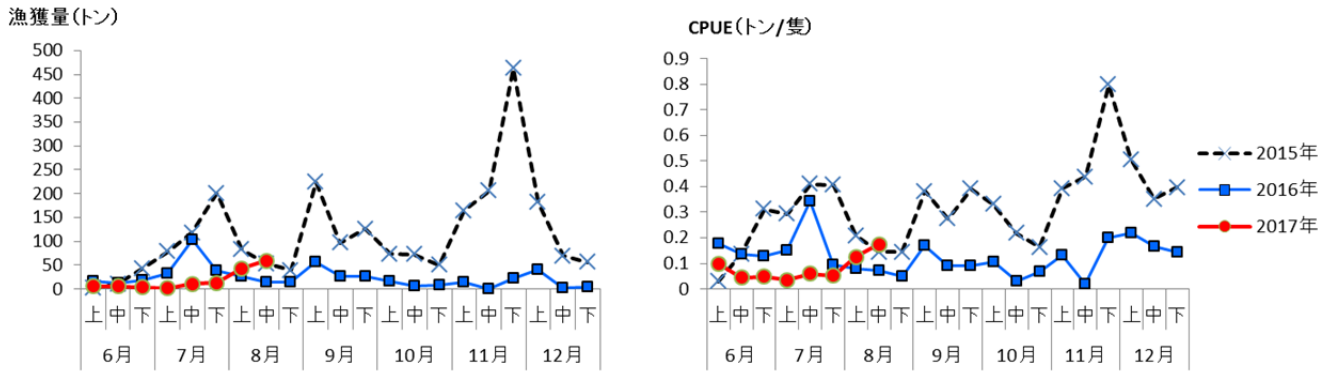 漁獲量(トン)
500
450
400
350
300
250
200
150
100
50
0
上 中 下 上 中 下 上 中 下 上 中 下 上 中 下 上 中 下 上 中 下
6月 7月 8月 9月 10月 11月 12月
CPUE(トン/隻)
0.9
0.8
0.7
0.6
0.5
0.4
0.3
0.2
0.1
0
上 中 下 上 中 下 上 中 下 上 中 下 上 中 下 上 中 下 上 中 下
6月 7月 8月 9月 10月 11月 12月
2015年
2016年
2017年